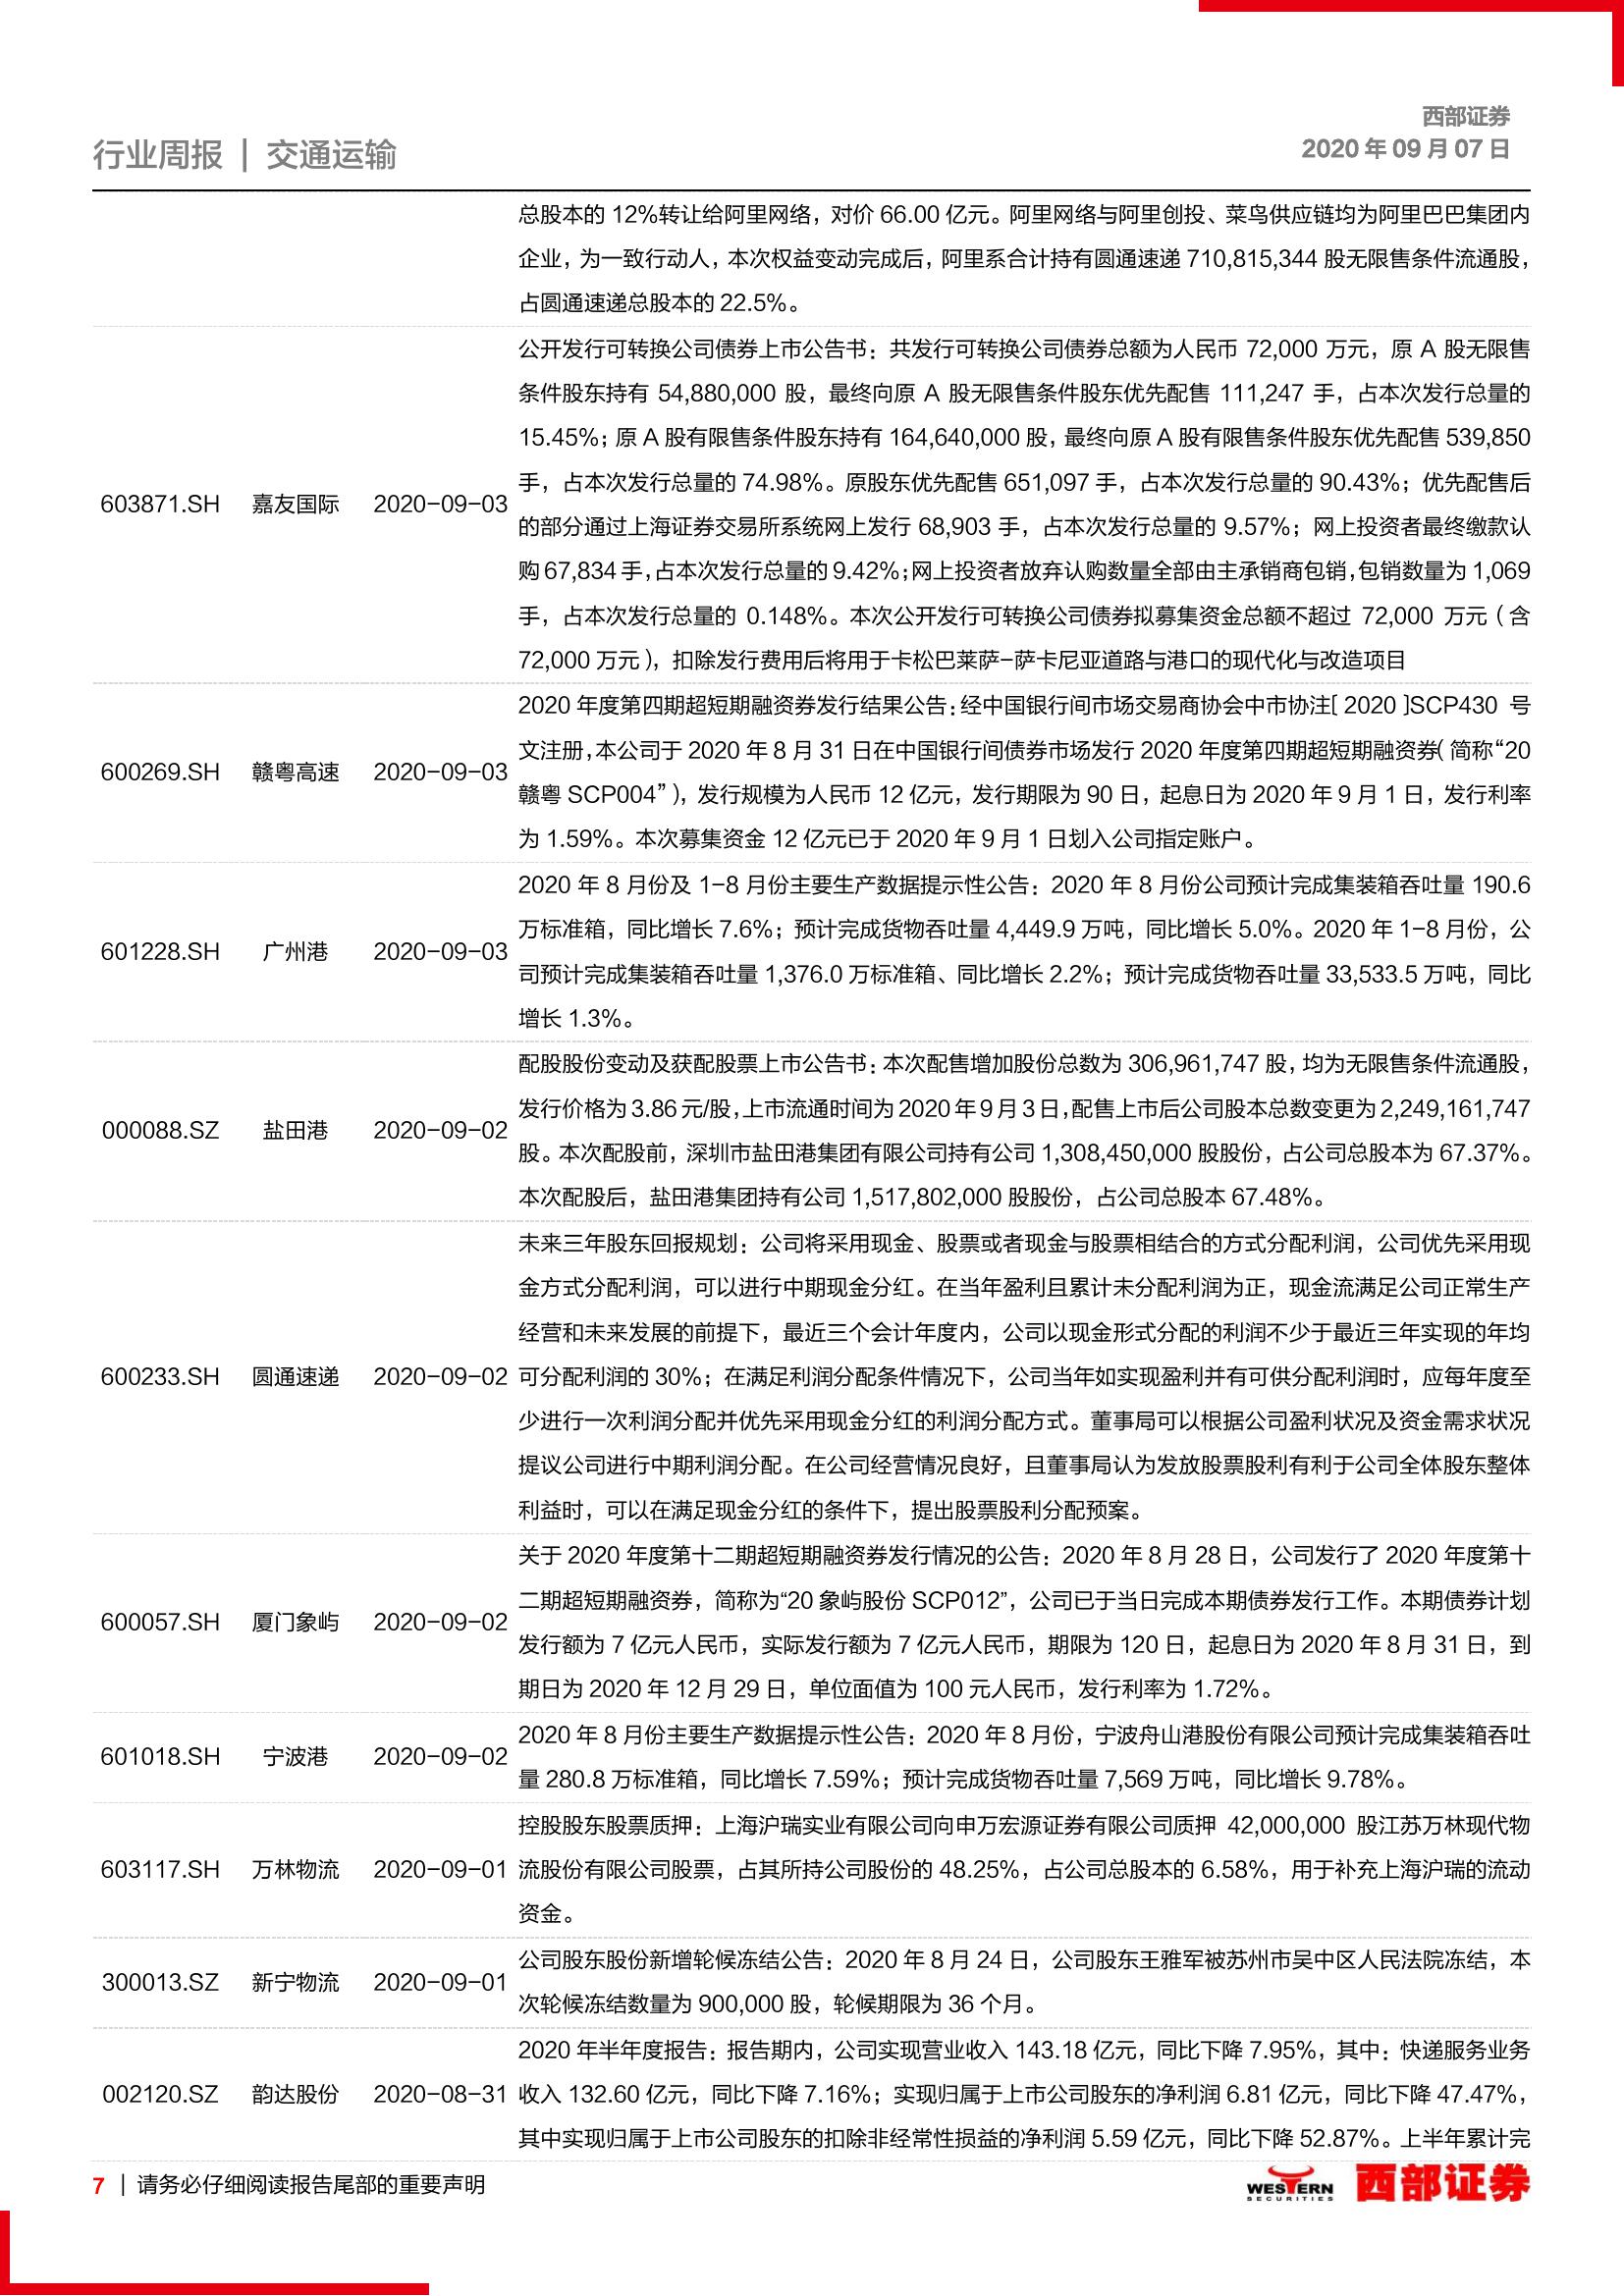 西部证券
行业周报 | 交通运输
2020 年 09 月 07 日
总股本的 12%转让给阿里网络，对价 66.00 亿元。阿里网络与阿里创投、菜鸟供应链均为阿里巴巴集团内
企业，为一致行动人，本次权益变动完成后，阿里系合计持有圆通速递 710,815,344 股无限售条件流通股，
占圆通速递总股本的 22.5%。
603871.SH 嘉友国际 2020-09-03
公开发行可转换公司债券上市公告书：共发行可转换公司债券总额为人民币 72,000 万元，原 A 股无限售
条件股东持有 54,880,000 股，最终向原 A 股无限售条件股东优先配售 111,247 手，占本次发行总量的
15.45%；原 A 股有限售条件股东持有 164,640,000 股，最终向原 A 股有限售条件股东优先配售 539,850
手，占本次发行总量的 74.98%。原股东优先配售 651,097 手，占本次发行总量的 90.43%；优先配售后
的部分通过上海证券交易所系统网上发行 68,903 手，占本次发行总量的 9.57%；网上投资者最终缴款认
购 67,834 手，占本次发行总量的 9.42%；网上投资者放弃认购数量全部由主承销商包销，包销数量为 1,069
手，占本次发行总量的 0.148%。本次公开发行可转换公司债券拟募集资金总额不超过 72,000 万元（含
72,000 万元），扣除发行费用后将用于卡松巴莱萨-萨卡尼亚道路与港口的现代化与改造项目
600269.SH 赣粤高速 2020-09-03
2020 年度第四期超短期融资券发行结果公告：经中国银行间市场交易商协会中市协注〔2020〕SCP430 号
文注册，本公司于 2020 年 8 月 31 日在中国银行间债券市场发行 2020 年度第四期超短期融资券（简称“20
赣粤 SCP004”），发行规模为人民币 12 亿元，发行期限为 90 日，起息日为 2020 年 9 月 1 日，发行利率
为 1.59%。本次募集资金 12 亿元已于 2020 年 9 月 1 日划入公司指定账户。
601228.SH 广州港 2020-09-03
2020 年 8 月份及 1-8 月份主要生产数据提示性公告：2020 年 8 月份公司预计完成集装箱吞吐量 190.6
万标准箱，同比增长 7.6%；预计完成货物吞吐量 4,449.9 万吨，同比增长 5.0%。2020 年 1-8 月份，公
司预计完成集装箱吞吐量 1,376.0 万标准箱、同比增长 2.2%；预计完成货物吞吐量 33,533.5 万吨，同比
增长 1.3%。
000088.SZ 盐田港 2020-09-02
配股股份变动及获配股票上市公告书：本次配售增加股份总数为 306,961,747 股，均为无限售条件流通股，
发行价格为 3.86 元/股，上市流通时间为 2020 年 9 月 3 日，配售上市后公司股本总数变更为 2,249,161,747
股。本次配股前，深圳市盐田港集团有限公司持有公司 1,308,450,000 股股份，占公司总股本为 67.37%。
本次配股后，盐田港集团持有公司 1,517,802,000 股股份，占公司总股本 67.48%。
600233.SH 圆通速递 2020-09-02
未来三年股东回报规划：公司将采用现金、股票或者现金与股票相结合的方式分配利润，公司优先采用现
金方式分配利润，可以进行中期现金分红。在当年盈利且累计未分配利润为正，现金流满足公司正常生产
经营和未来发展的前提下，最近三个会计年度内，公司以现金形式分配的利润不少于最近三年实现的年均
可分配利润的 30%；在满足利润分配条件情况下，公司当年如实现盈利并有可供分配利润时，应每年度至
少进行一次利润分配并优先采用现金分红的利润分配方式。董事局可以根据公司盈利状况及资金需求状况
提议公司进行中期利润分配。在公司经营情况良好，且董事局认为发放股票股利有利于公司全体股东整体
利益时，可以在满足现金分红的条件下，提出股票股利分配预案。
600057.SH 厦门象屿 2020-09-02
关于 2020 年度第十二期超短期融资券发行情况的公告：2020 年 8 月 28 日，公司发行了 2020 年度第十
二期超短期融资券，简称为“20 象屿股份 SCP012”，公司已于当日完成本期债券发行工作。本期债券计划
发行额为 7 亿元人民币，实际发行额为 7 亿元人民币，期限为 120 日，起息日为 2020 年 8 月 31 日，到
期日为 2020 年 12 月 29 日，单位面值为 100 元人民币，发行利率为 1.72%。
601018.SH 宁波港 2020-09-02
2020 年 8 月份主要生产数据提示性公告：2020 年 8 月份，宁波舟山港股份有限公司预计完成集装箱吞吐
量 280.8 万标准箱，同比增长 7.59%；预计完成货物吞吐量 7,569 万吨，同比增长 9.78%。
603117.SH 万林物流 2020-09-01
控股股东股票质押：上海沪瑞实业有限公司向申万宏源证券有限公司质押 42,000,000 股江苏万林现代物
流股份有限公司股票，占其所持公司股份的 48.25%，占公司总股本的 6.58%，用于补充上海沪瑞的流动
资金。
300013.SZ 新宁物流 2020-09-01
公司股东股份新增轮候冻结公告：2020 年 8 月 24 日，公司股东王雅军被苏州市吴中区人民法院冻结，本
次轮候冻结数量为 900,000 股，轮候期限为 36 个月。
002120.SZ 韵达股份 2020-08-31
2020 年半年度报告：报告期内，公司实现营业收入 143.18 亿元，同比下降 7.95%，其中：快递服务业务
收入 132.60 亿元，同比下降 7.16%；实现归属于上市公司股东的净利润 6.81 亿元，同比下降 47.47%，
其中实现归属于上市公司股东的扣除非经常性损益的净利润 5.59 亿元，同比下降 52.87%。上半年累计完
7 | 请务必仔细阅读报告尾部的重要声明
WESTERN
SECURITIES
西部证券